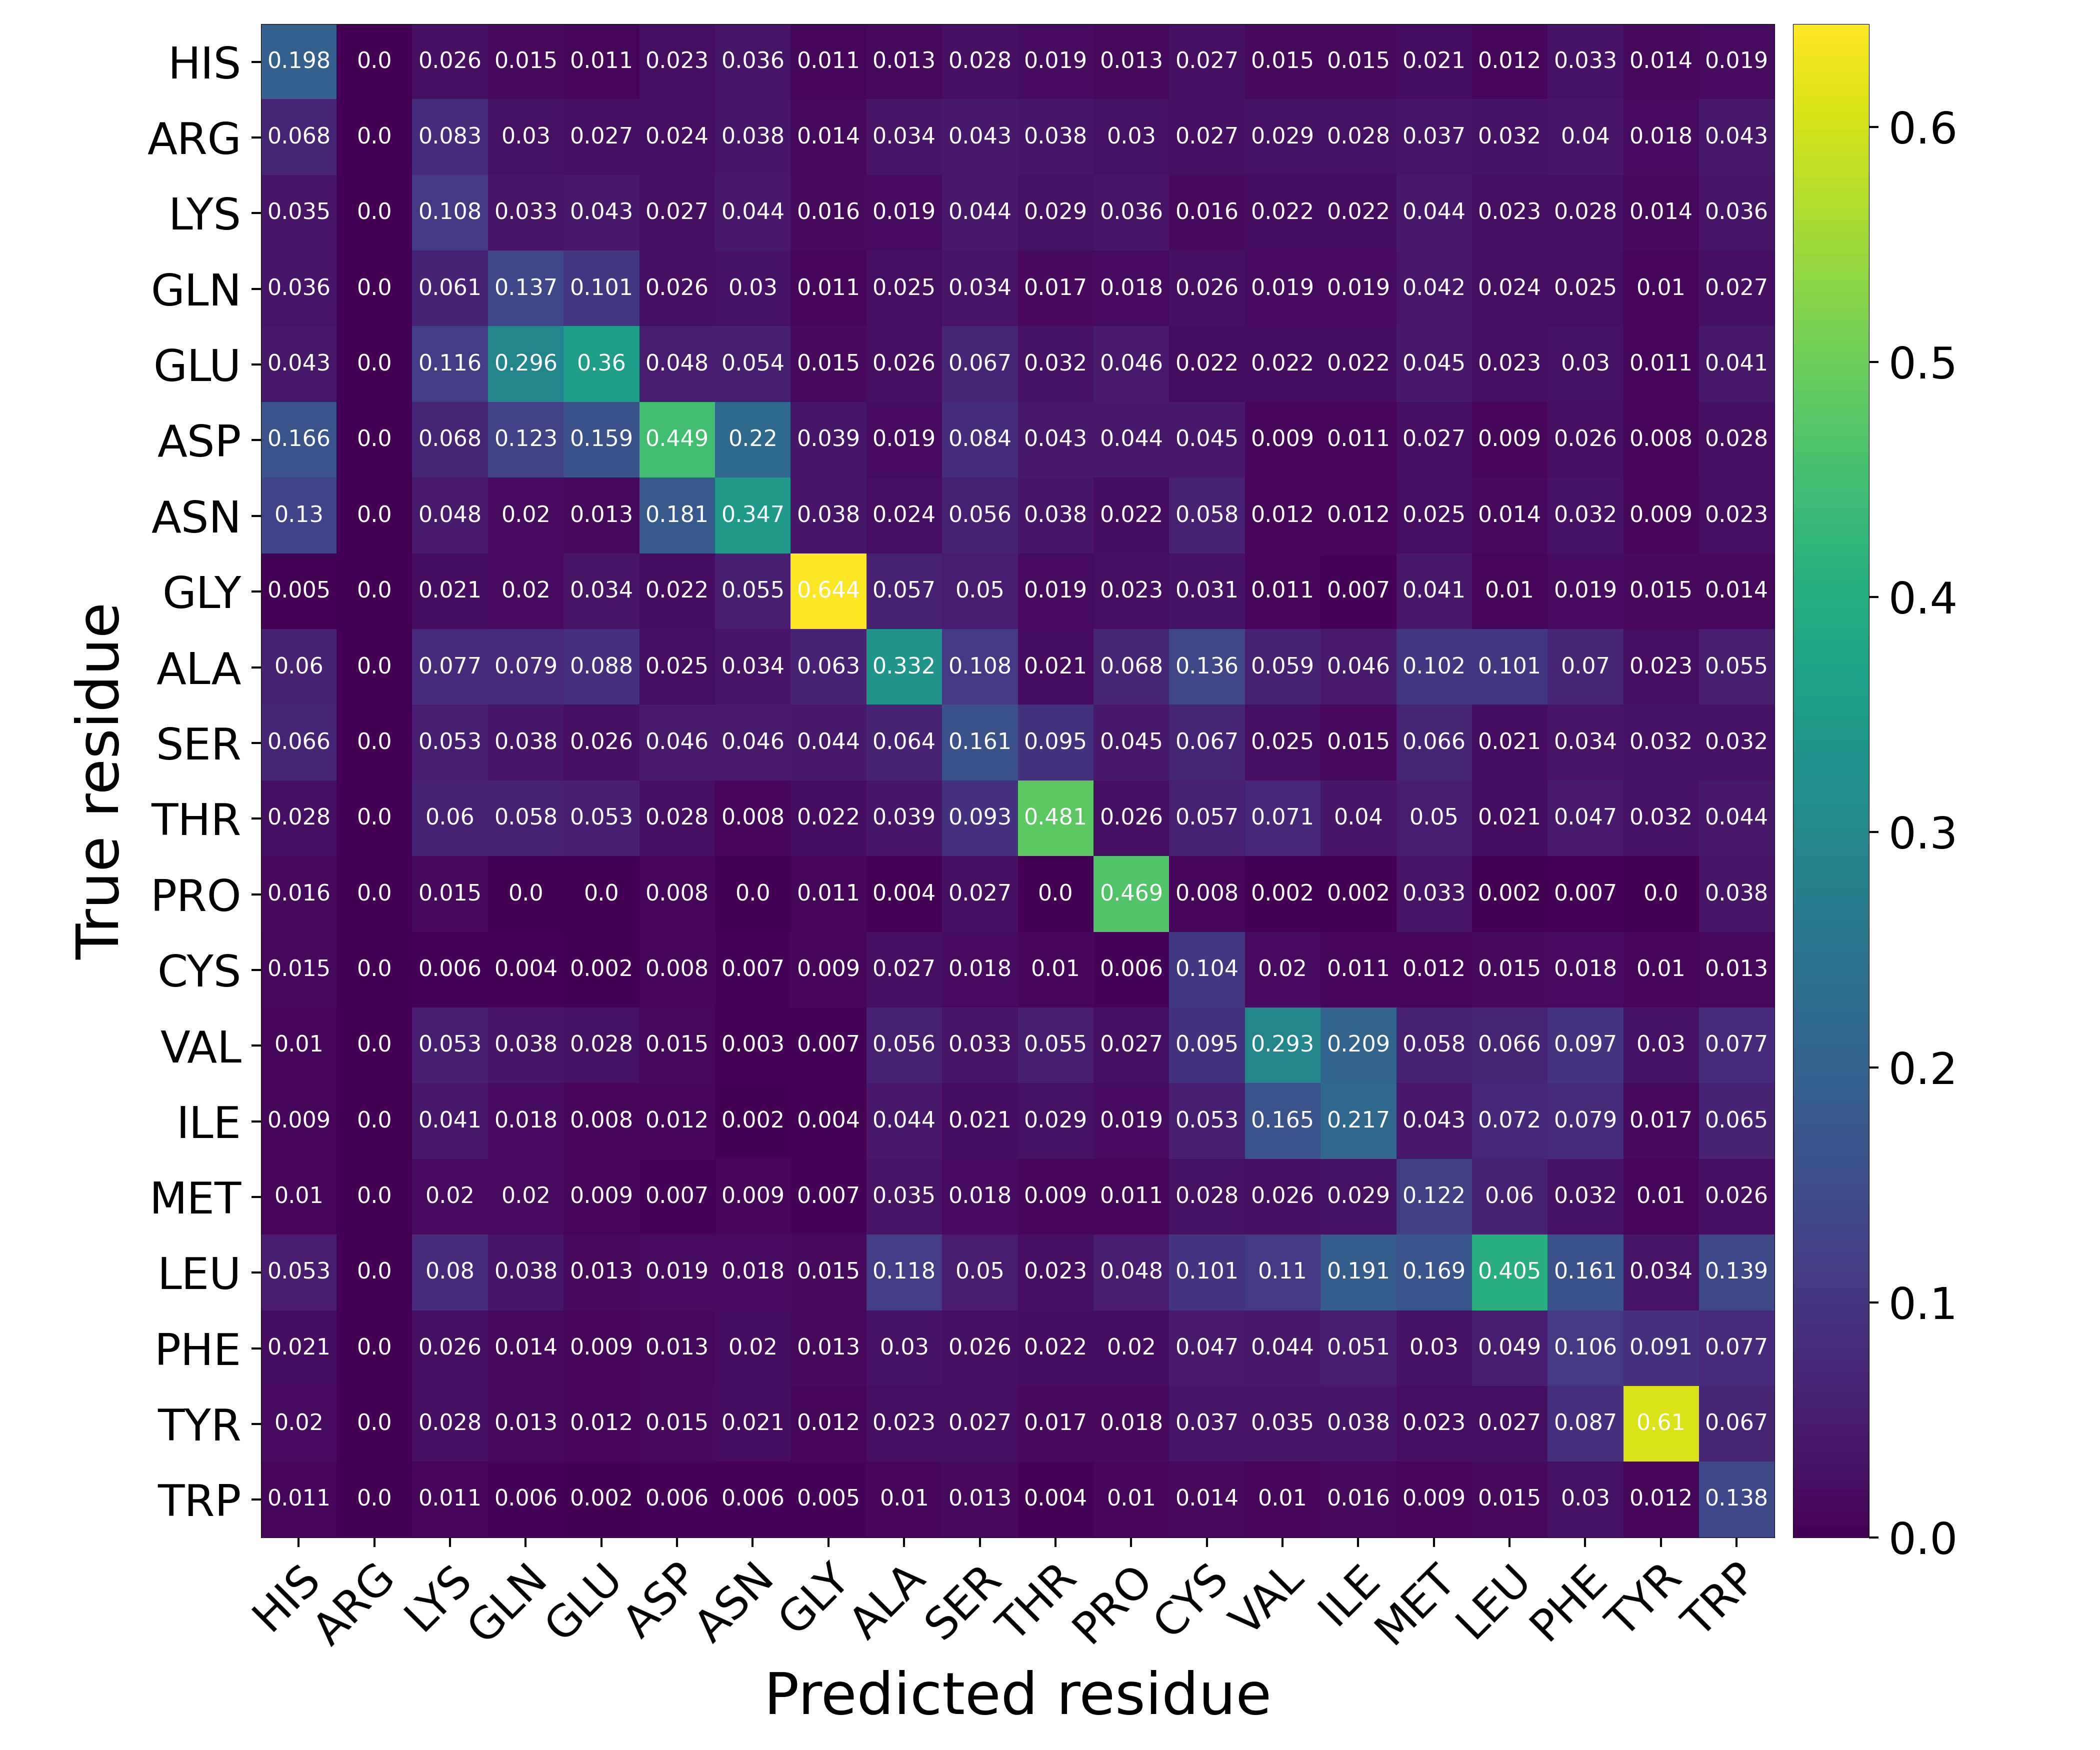 HIS 0.198 0.0 0.026 0.015 0.011 0.023 0.036 0.011 0.013 0.028 0.019 0.013 0.027 0.015 0.015 0.021 0.012 0.033 0.014 0.019
ARG 0.068 0.0 0.083 0.03 0.027 0.024 0.038 0.014 0.034 0.043 0.038 0.03 0.027 0.029 0.028 0.037 0.032 0.04 0.018 0.043
LYS 0.035 0.0 0.108 0.033 0.043 0.027 0.044 0.016 0.019 0.044 0.029 0.036 0.016 0.022 0.022 0.044 0.023 0.028 0.014 0.036
GLN 0.036 0.0 0.061 0.137 0.101 0.026 0.03 0.011 0.025 0.034 0.017 0.018 0.026 0.019 0.019 0.042 0.024 0.025 0.01 0.027
GLU 0.043 0.0 0.116 0.296 0.36 0.048 0.054 0.015 0.026 0.067 0.032 0.046 0.022 0.022 0.022 0.045 0.023 0.03 0.011 0.041
ASP 0.166 0.0 0.068 0.123 0.159 0.449 0.22 0.039 0.019 0.084 0.043 0.044 0.045 0.009 0.011 0.027 0.009 0.026 0.008 0.028
ASN 0.13 0.0 0.048 0.02 0.013 0.181 0.347 0.038 0.024 0.056 0.038 0.022 0.058 0.012 0.012 0.025 0.014 0.032 0.009 0.023
GLY 0.005 0.0 0.021 0.02 0.034 0.022 0.055 0.644 0.057 0.05 0.019 0.023 0.031 0.011 0.007 0.041 0.01 0.019 0.015 0.014
ALA 0.06 0.0 0.077 0.079 0.088 0.025 0.034 0.063 0.332 0.108 0.021 0.068 0.136 0.059 0.046 0.102 0.101 0.07 0.023 0.055
SER 0.066 0.0 0.053 0.038 0.026 0.046 0.046 0.044 0.064 0.161 0.095 0.045 0.067 0.025 0.015 0.066 0.021 0.034 0.032 0.032
THR 0.028 0.0 0.06 0.058 0.053 0.028 0.008 0.022 0.039 0.093 0.481 0.026 0.057 0.071 0.04 0.05 0.021 0.047 0.032 0.044
PRO 0.016 0.0 0.015 0.0 0.0 0.008 0.0 0.011 0.004 0.027 0.0 0.469 0.008 0.002 0.002 0.033 0.002 0.007 0.0 0.038
CYS 0.015 0.0 0.006 0.004 0.002 0.008 0.007 0.009 0.027 0.018 0.01 0.006 0.104 0.02 0.011 0.012 0.015 0.018 0.01 0.013
VAL 0.01 0.0 0.053 0.038 0.028 0.015 0.003 0.007 0.056 0.033 0.055 0.027 0.095 0.293 0.209 0.058 0.066 0.097 0.03 0.077
ILE 0.009 0.0 0.041 0.018 0.008 0.012 0.002 0.004 0.044 0.021 0.029 0.019 0.053 0.165 0.217 0.043 0.072 0.079 0.017 0.065
MET 0.01 0.0 0.02 0.02 0.009 0.007 0.009 0.007 0.035 0.018 0.009 0.011 0.028 0.026 0.029 0.122 0.06 0.032 0.01 0.026
LEU 0.053 0.0 0.08 0.038 0.013 0.019 0.018 0.015 0.118 0.05 0.023 0.048 0.101 0.11 0.191 0.169 0.405 0.161 0.034 0.139
PHE 0.021 0.0 0.026 0.014 0.009 0.013 0.02 0.013 0.03 0.026 0.022 0.02 0.047 0.044 0.051 0.03 0.049 0.106 0.091 0.077
TYR 0.02 0.0 0.028 0.013 0.012 0.015 0.021 0.012 0.023 0.027 0.017 0.018 0.037 0.035 0.038 0.023 0.027 0.087 0.61 0.067
TRP 0.011 0.0 0.011 0.006 0.002 0.006 0.006 0.005 0.01 0.013 0.004 0.01 0.014 0.01 0.016 0.009 0.015 0.03 0.012 0.138
HIS ARG LYS GLN GLU ASP ASN GLY ALA SER THR PRO CYS VAL ILE MET LEU PHE TYR TRP
Predicted residue
True residue
0.6
0.5
0.4
0.3
0.2
0.1
0.0